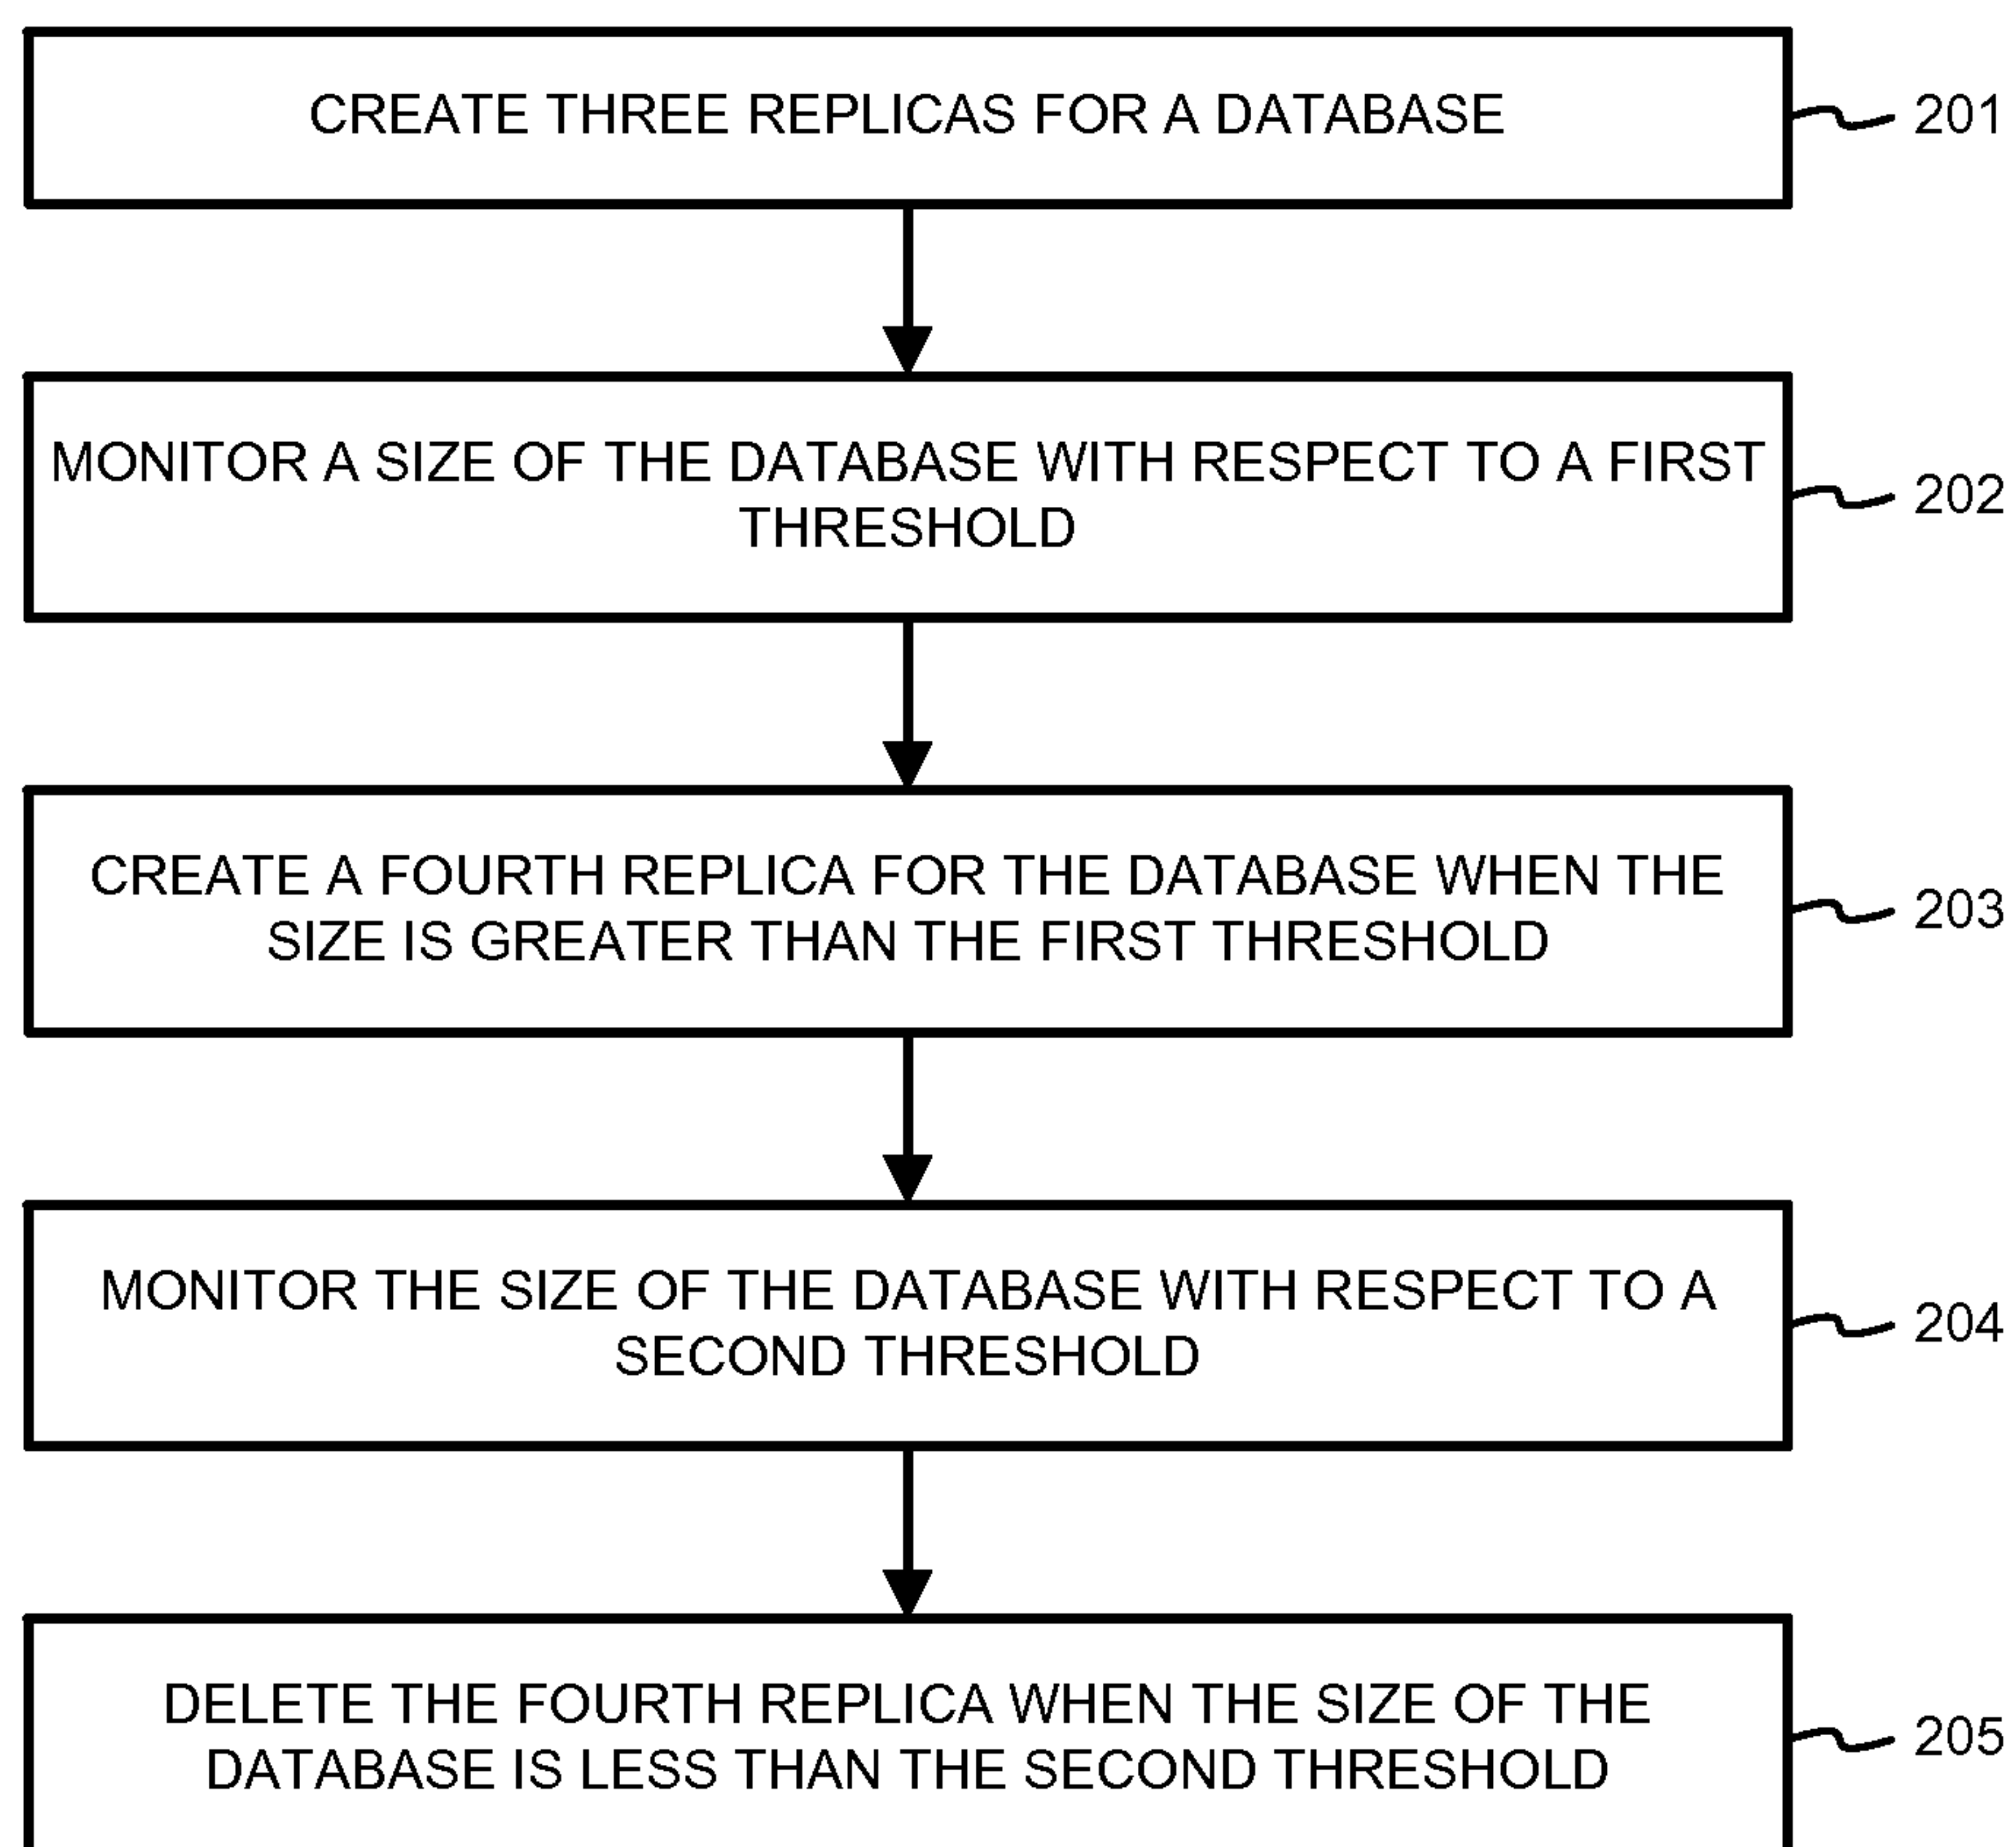 CREATE THREE REPLICAS FOR A DATABASE
201
MONITOR A SIZE OF THE DATABASE WITH RESPECT TO A FIRST
THRESHOLD
202
CREATE A FOURTH REPLICA FOR THE DATABASE WHEN THE
SIZE IS GREATER THAN THE FIRST THRESHOLD
203
MONITOR THE SIZE OF THE DATABASE WITH RESPECT TO A
SECOND THRESHOLD
204
DELETE THE FOURTH REPLICA WHEN THE SIZE OF THE
DATABASE IS LESS THAN THE SECOND THRESHOLD
205